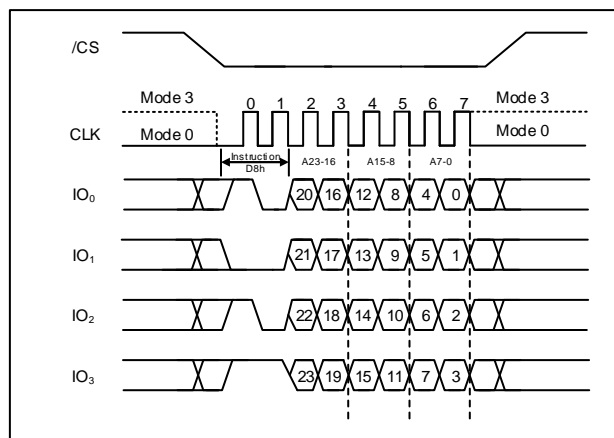 /CS
0 1 2 3 4 5 6 7
Mode 3 Mode 3
CLK Mode 0 Mode 0
Instruction A23-16 A15-8 A7-0
D8h
IO0 20 16 12 8 4 0
IO1 21 17 13 9 5 1
IO2 22 18 14 10 6 2
IO3 23 19 15 11 7 3